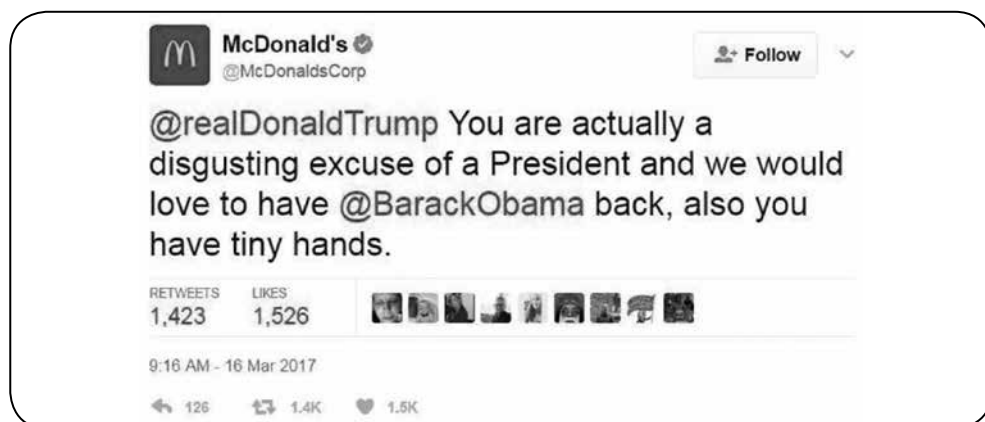 McDonald's
@McDonaldsCorp
Follow
@realDonaldTrump You are actually a
disgusting excuse of a President and we would
love to have @BarackObama back, also you
have tiny hands.
RETWEETS LIKES
1,423 1,526
9:16 AM - 16 Mar 2017
126 1.4K 1.5K